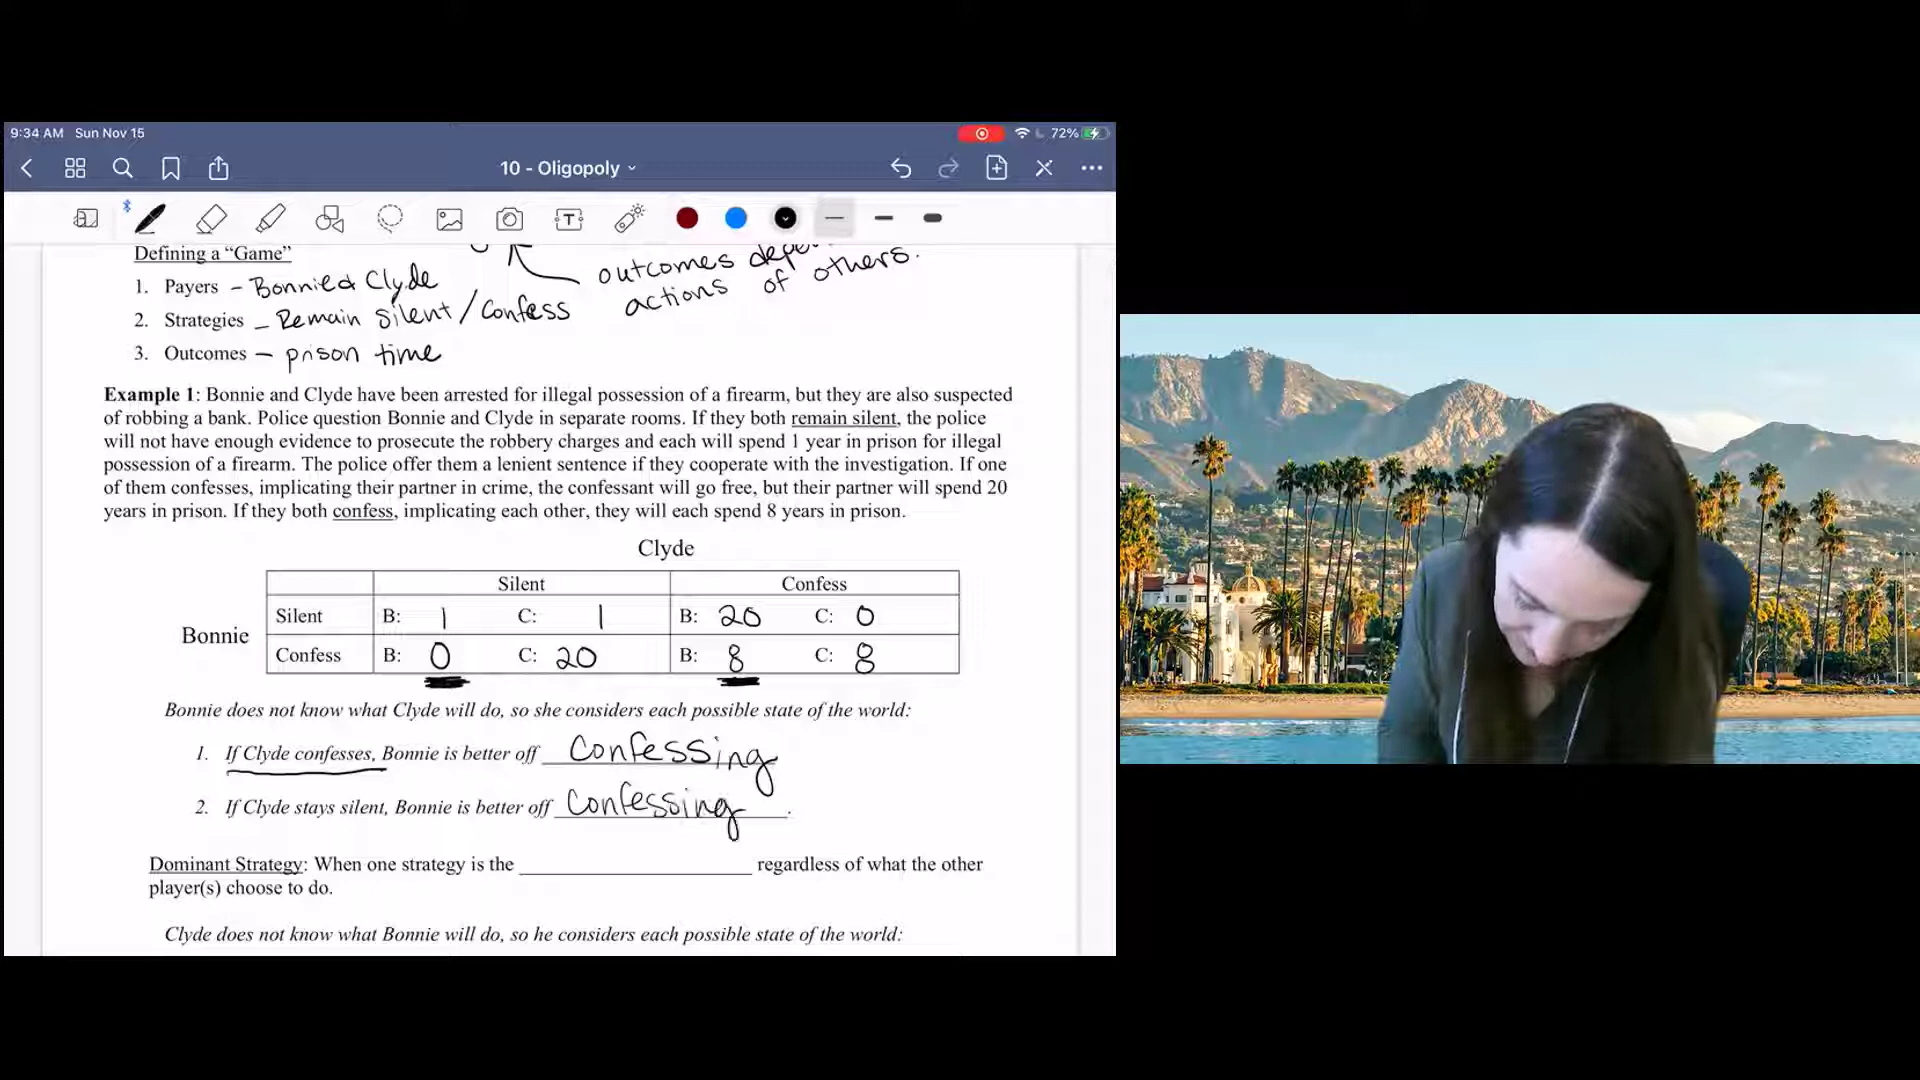 9:34 AM Sun Nov 15
72%
10 - Oligopoly
Defining a “Game”
outcomes
actions of others.
1. Payers - Bonnie & Clyde
2. Strategies - Remain Silent / Confess
3. Outcomes - prison time
Example 1: Bonnie and Clyde have been arrested for illegal possession of a firearm, but they are also suspected
of robbing a bank. Police question Bonnie and Clyde in separate rooms. If they both remain silent, the police
will not have enough evidence to prosecute the robbery charges and each will spend 1 year in prison for illegal
possession of a firearm. The police offer them a lenient sentence if they cooperate with the investigation. If one
of them confesses, implicating their partner in crime, the confessant will go free, but their partner will spend 20
years in prison. If they both confess, implicating each other, they will each spend 8 years in prison.
Clyde
Silent Confess
Silent B: 1 C: 1 B: 20 C: 0
Bonnie
Confess B: 0 C: 20 B: 8 C: 8
Bonnie does not know what Clyde will do, so she considers each possible state of the world:
1. If Clyde confesses, Bonnie is better off confessing
2. If Clyde stays silent, Bonnie is better off confessing.
Dominant Strategy: When one strategy is the ____________ regardless of what the other
player(s) choose to do.
Clyde does not know what Bonnie will do, so he considers each possible state of the world: